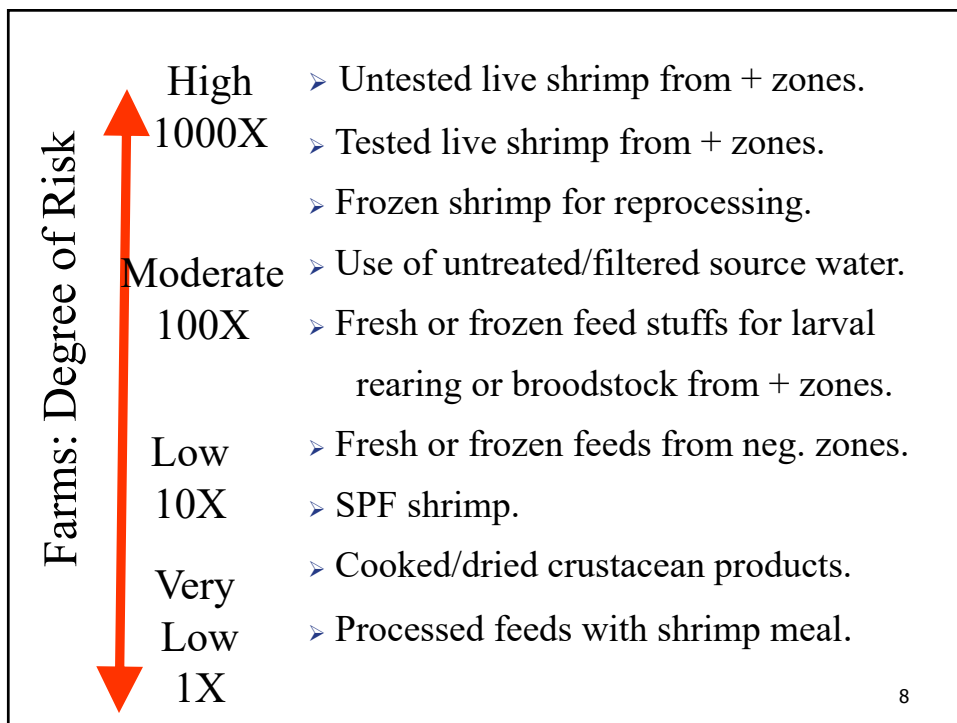 Farms: Degree of Risk
High
1000X
Moderate
100X
Low
10X
Very
Low
1X
➢ Untested live shrimp from + zones.
➢ Tested live shrimp from + zones.
➢ Frozen shrimp for reprocessing.
➢ Use of untreated/filtered source water.
➢ Fresh or frozen feed stuffs for larval
rearing or broodstock from + zones.
➢ Fresh or frozen feeds from neg. zones.
➢ SPF shrimp.
➢ Cooked/dried crustacean products.
➢ Processed feeds with shrimp meal.
8